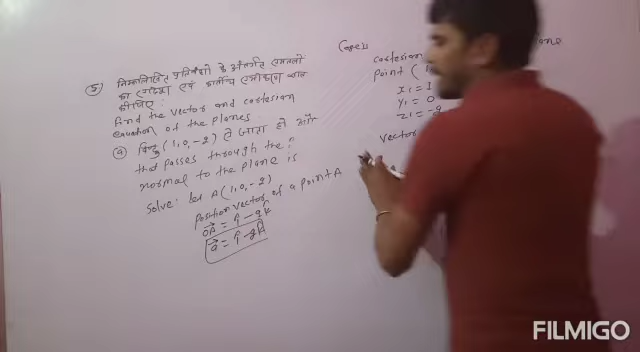 5) निम्नलिखित प्रतिबंधों के अंतर्गत समतलों
का सदिश एवं कार्तीय समीकरण ज्ञात
कीजिए:
Find the vector and cartesian
equation of the planes
(a) बिन्दु (1,0,-2) से जाता हो और
that passes through the?
normal to the plane is
Solve: let A(1,0,-2)
position vector of a point A
OA = î - 2k̂
a = î - 2k̂
Case I
cartesian
point (1
x₁ = 1
y₁ = 0
z₁ = -2
vector
FILMIGO